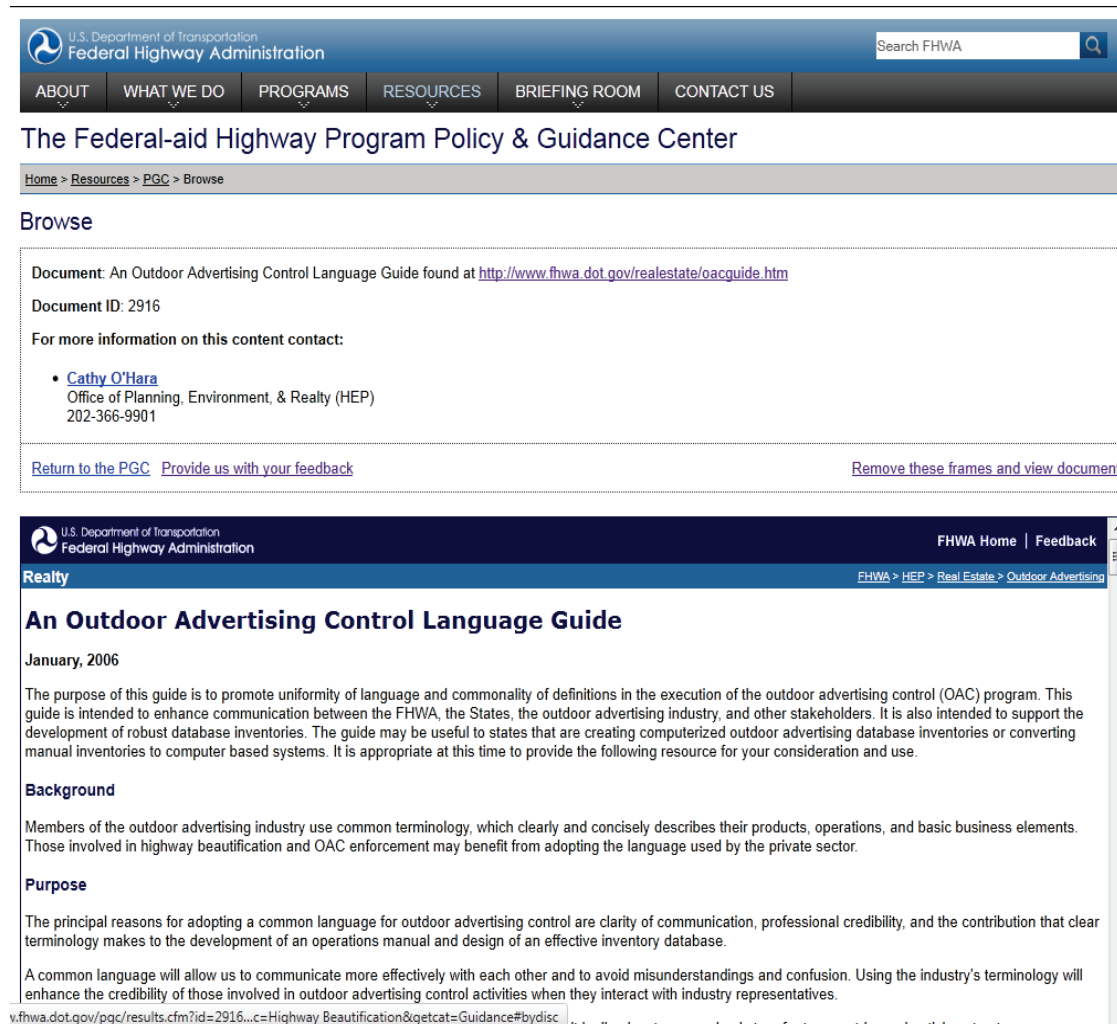 U.S. Department of Transportation
Federal Highway Administration
Search FHWA
ABOUT WHAT WE DO PROGRAMS RESOURCES BRIEFING ROOM CONTACT US
The Federal-aid Highway Program Policy & Guidance Center
Home > Resources > PGC > Browse
Browse
Document: An Outdoor Advertising Control Language Guide found at http://www.fhwa.dot.gov/realestate/oacguide.htm
Document ID: 2916
For more information on this content contact:
• Cathy O'Hara
Office of Planning, Environment, & Realty (HEP)
202-366-9901
Return to the PGC Provide us with your feedback Remove these frames and view document
U.S. Department of Transportation
Federal Highway Administration
FHWA Home | Feedback
Realty FHWA > HEP > Real Estate > Outdoor Advertising
An Outdoor Advertising Control Language Guide
January, 2006
The purpose of this guide is to promote uniformity of language and commonality of definitions in the execution of the outdoor advertising control (OAC) program. This
guide is intended to enhance communication between the FHWA, the States, the outdoor advertising industry, and other stakeholders. It is also intended to support the
development of robust database inventories. The guide may be useful to states that are creating computerized outdoor advertising database inventories or converting
manual inventories to computer based systems. It is appropriate at this time to provide the following resource for your consideration and use.
Background
Members of the outdoor advertising industry use common terminology, which clearly and concisely describes their products, operations, and basic business elements.
Those involved in highway beautification and OAC enforcement may benefit from adopting the language used by the private sector.
Purpose
The principal reasons for adopting a common language for outdoor advertising control are clarity of communication, professional credibility, and the contribution that clear
terminology makes to the development of an operations manual and design of an effective inventory database.
A common language will allow us to communicate more effectively with each other and to avoid misunderstandings and confusion. Using the industry's terminology will
enhance the credibility of those involved in outdoor advertising control activities when they interact with industry representatives.
v.fhwa.dot.gov/pgc/results.cfm?id=2916...c=Highway Beautification&getcat=Guidance#bydisc